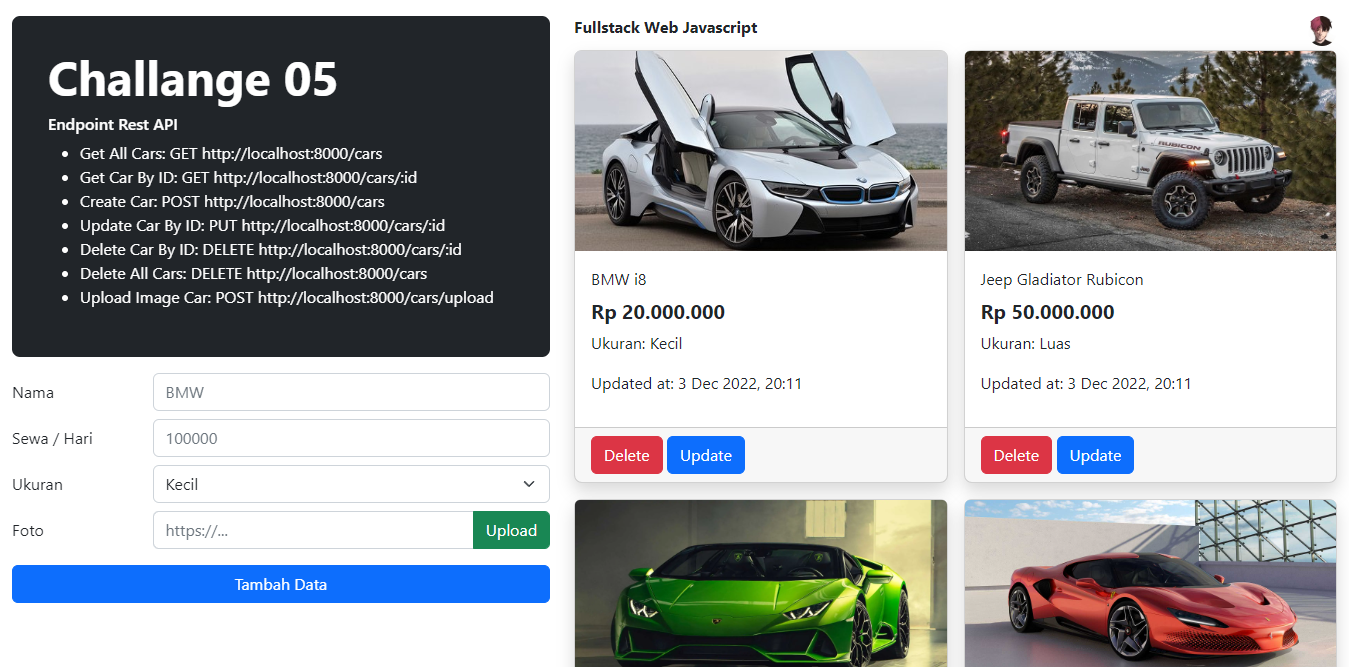 Challange 05
Endpoint Rest API
Get All Cars: GET http://localhost:8000/cars
Get Car By ID: GET http://localhost:8000/cars/:id
Create Car: POST http://localhost:8000/cars
Update Car By ID: PUT http://localhost:8000/cars/:id
Delete Car By ID: DELETE http://localhost:8000/cars/:id
Delete All Cars: DELETE http://localhost:8000/cars
Upload Image Car: POST http://localhost:8000/cars/upload
Nama
BMW
Sewa / Hari
100000
Ukuran
Kecil
Foto
https://...
Upload
Tambah Data
Fullstack Web Javascript
BMW i8
Rp 20.000.000
Ukuran: Kecil
Updated at: 3 Dec 2022, 20:11
Delete
Update
RUBICON
Jeep Gladiator Rubicon
Rp 50.000.000
Ukuran: Luas
Updated at: 3 Dec 2022, 20:11
Delete
Update